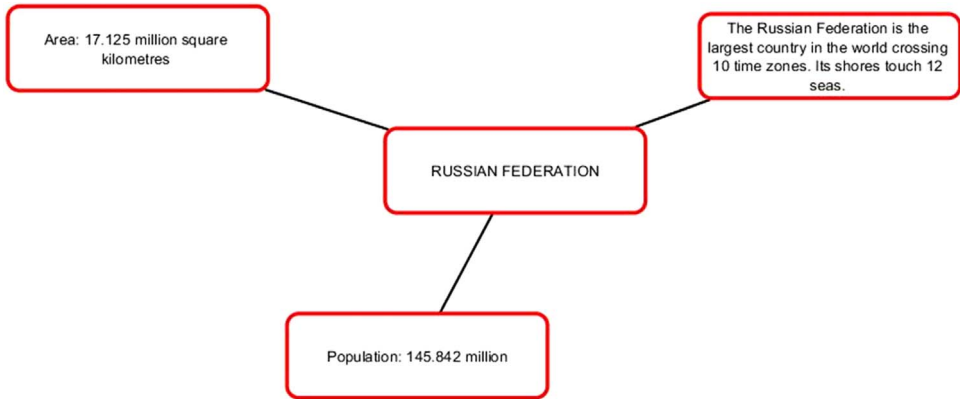 Area: 17.125 million square
kilometres
The Russian Federation is the
largest country in the world crossing
10 time zones. Its shores touch 12
seas.
RUSSIAN FEDERATION
Population: 145.842 million